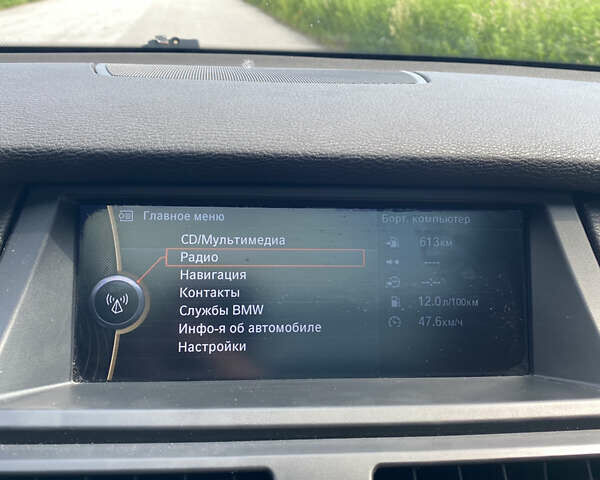 Главное меню
CD/Мультимедиа
Радио
Навигация
Контакты
Службы BMW
Инфо-я об автомобиле
Настройки
Борт. компьютер
613км
----
--:--
12.0л/100км
47.6км/ч